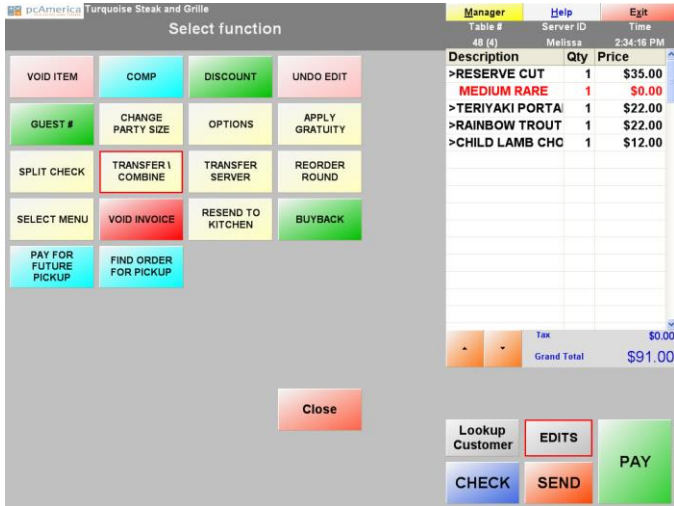 pcAmerica Turquoise Steak and Grille
Select function
Manager Help Exit
Table # Server ID Time
48 (4) Melissa 2:34:16 PM
Description Qty Price
>RESERVE CUT 1 $35.00
MEDIUM RARE 1 $0.00
>TERIYAKI PORTA 1 $22.00
>RAINBOW TROUT 1 $22.00
>CHILD LAMB CHO 1 $12.00
Tax $0.00
Grand Total $91.00
VOID ITEM
COMP
DISCOUNT
UNDO EDIT
GUEST #
CHANGE
PARTY SIZE
OPTIONS
APPLY
GRATUITY
SPLIT CHECK
TRANSFER \
COMBINE
TRANSFER
SERVER
REORDER
ROUND
SELECT MENU
VOID INVOICE
RESEND TO
KITCHEN
BUYBACK
PAY FOR
FUTURE
PICKUP
FIND ORDER
FOR PICKUP
Close
Lookup
Customer
EDITS
PAY
CHECK
SEND